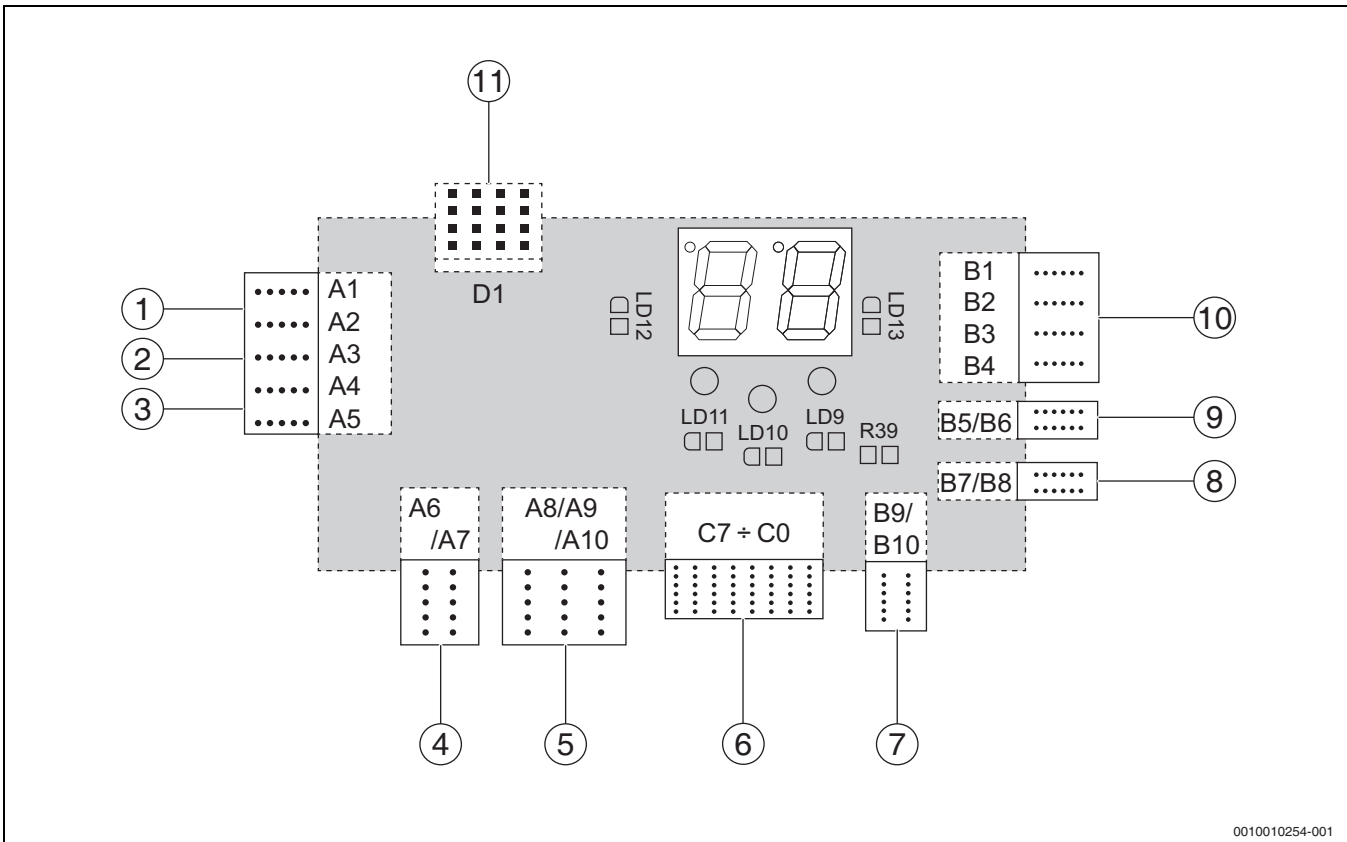 11
D1
LD12
LD13
1
2
3
A1
A2
A3
A4
A5
B1
B2
B3
B4
10
LD11
LD10
LD9
R39
B5/B6
9
B7/B8
8
A6
/A7
A8/A9
/A10
C7 ÷ C0
B9/
B10
4
5
6
7
0010010254-001